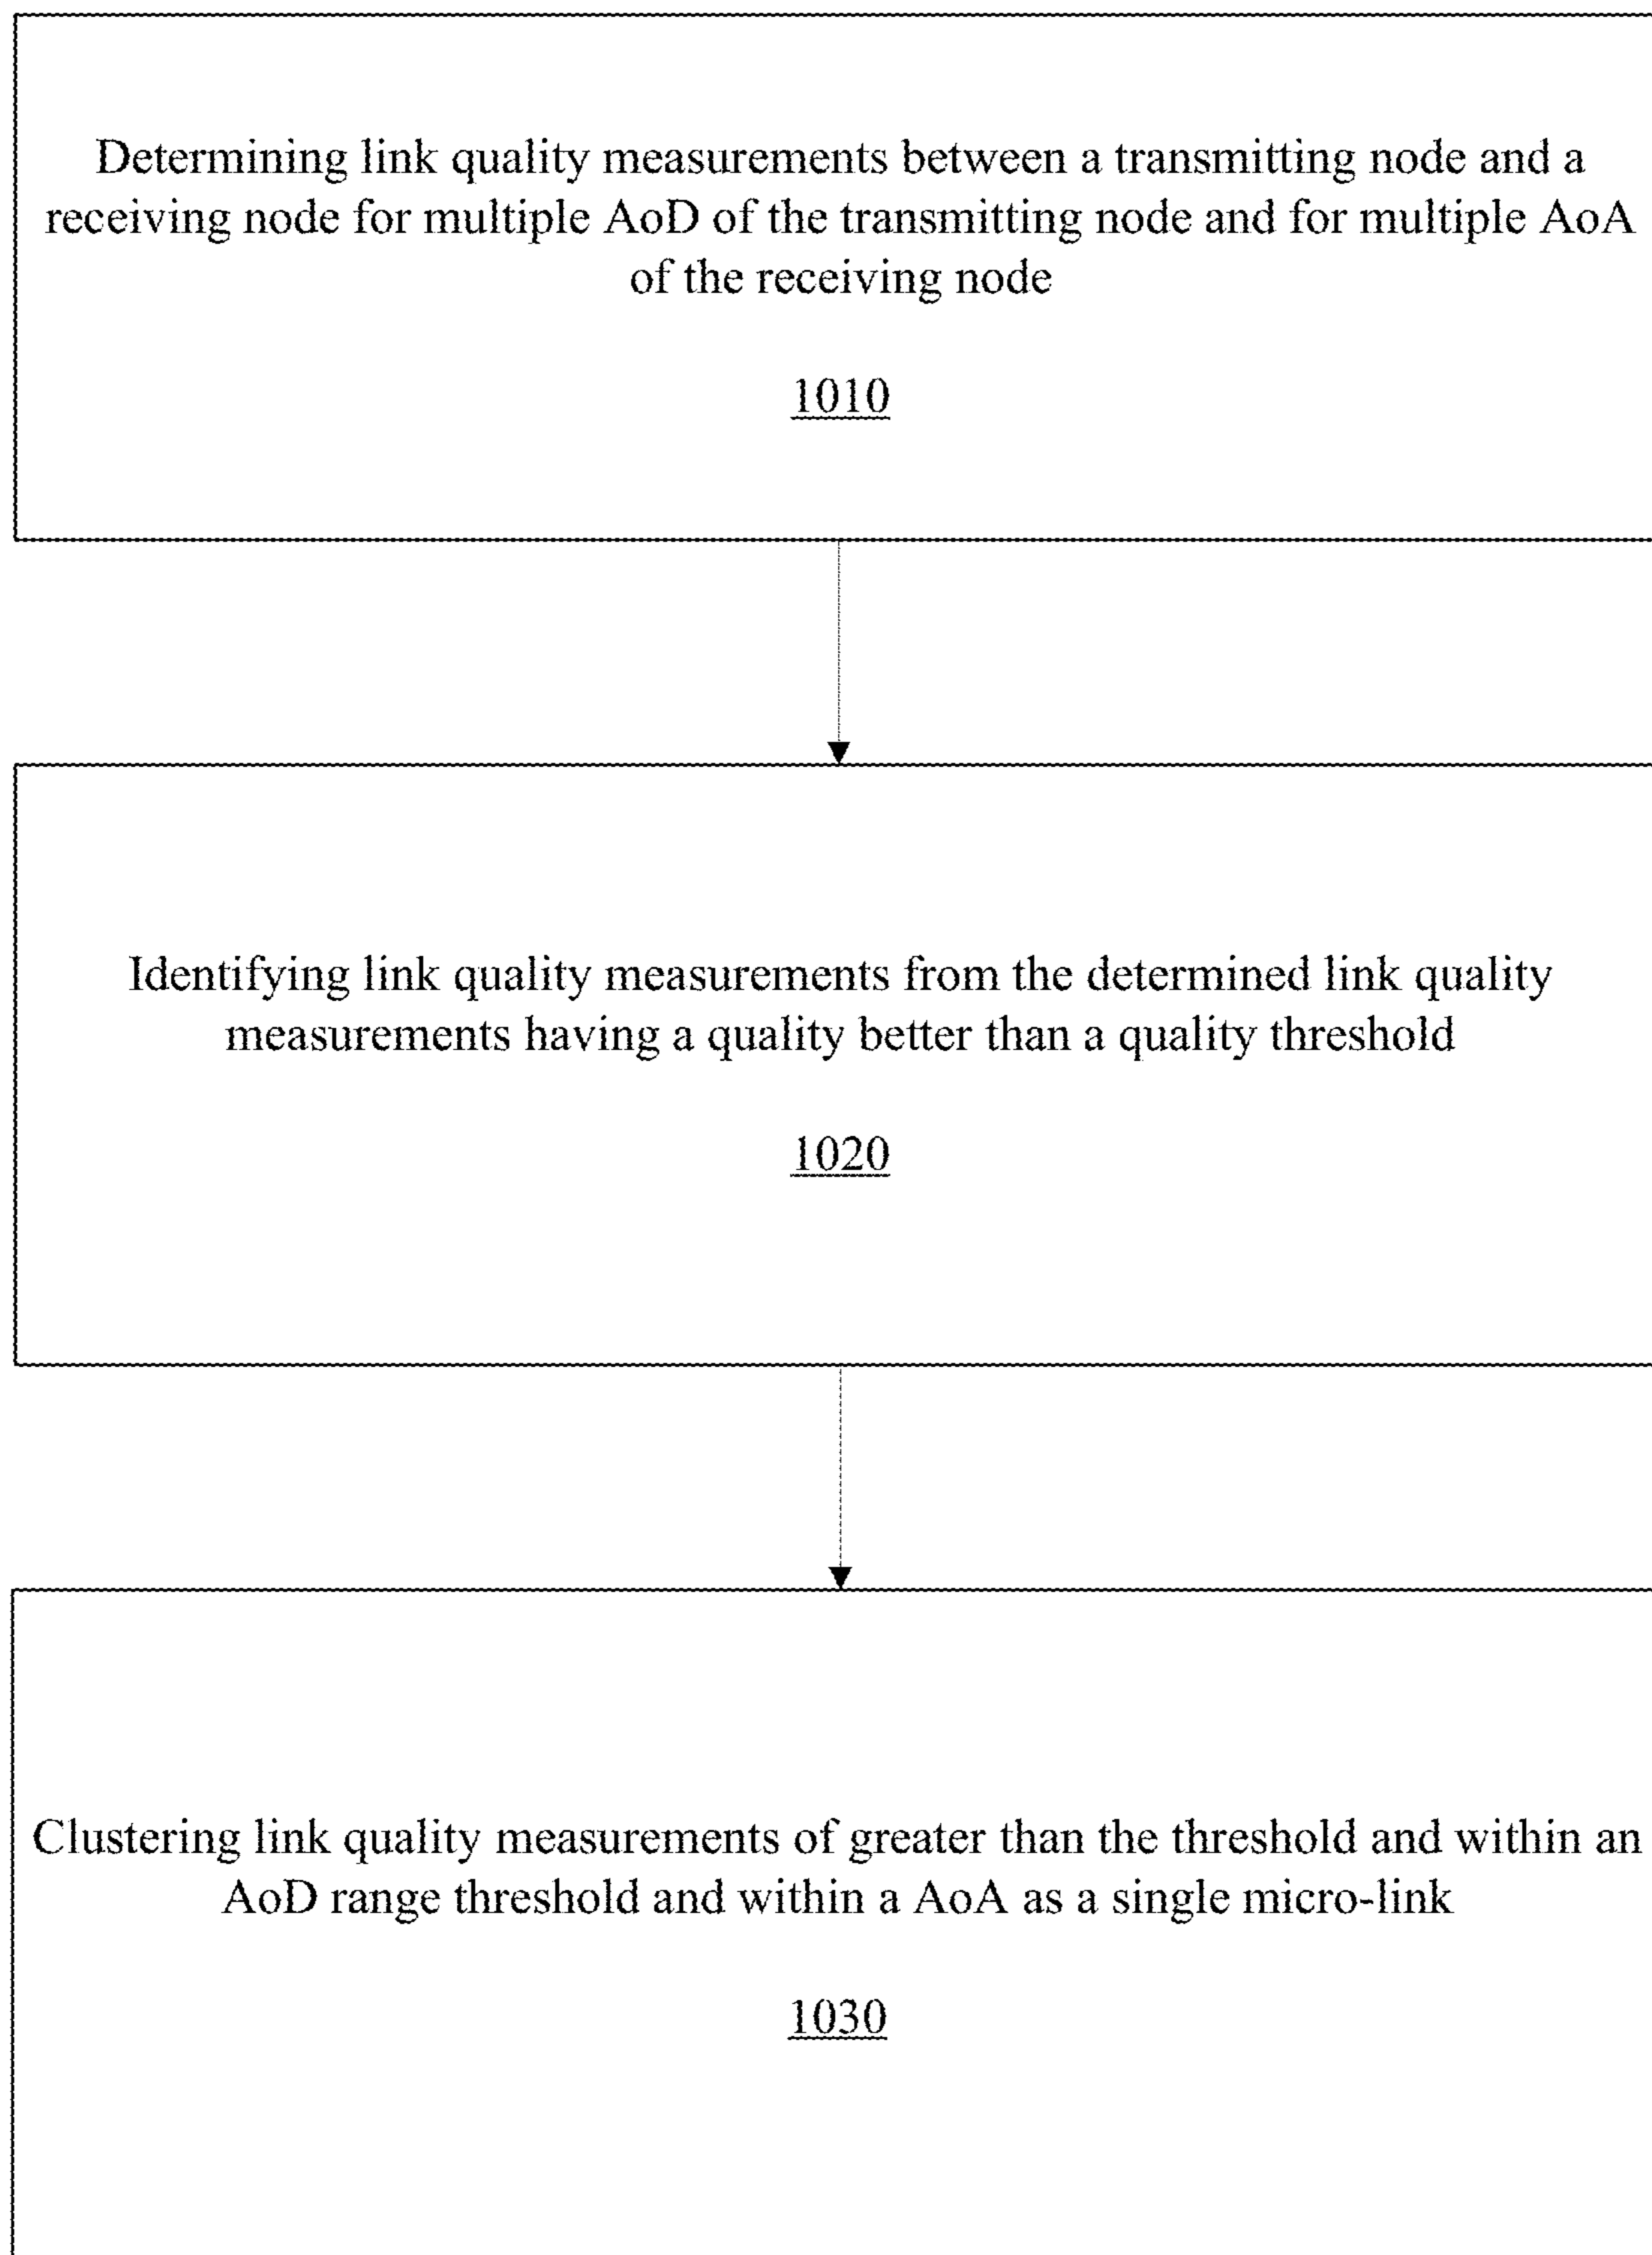 Determining link quality measurements between a transmitting node and a
receiving node for multiple AoD of the transmitting node and for multiple AoA
of the receiving node
1010
Identifying link quality measurements from the determined link quality
measurements having a quality better than a quality threshold
1020
Clustering link quality measurements of greater than the threshold and within an
AoD range threshold and within a AoA as a single micro-link
1030